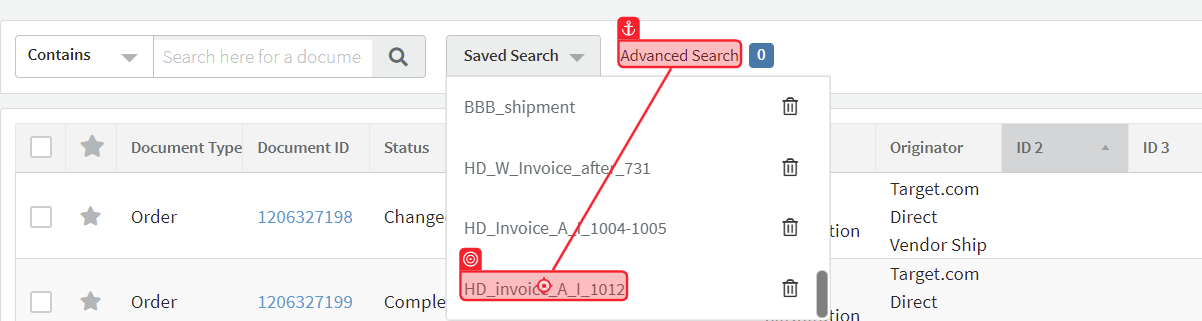 Contains
Search here for a docume
Saved Search
Advanced Search
0
BBB_shipment
HD_W_Invoice_after_731
HD_Invoice_A_I_1004-1005
HD_invoice_A_I_1012
Document Type
Document ID
Status
Originator
ID 2
ID 3
Order
1206327198
Change
Target.com
Direct
Vendor Ship
Order
1206327199
Comple
Target.com
Direct